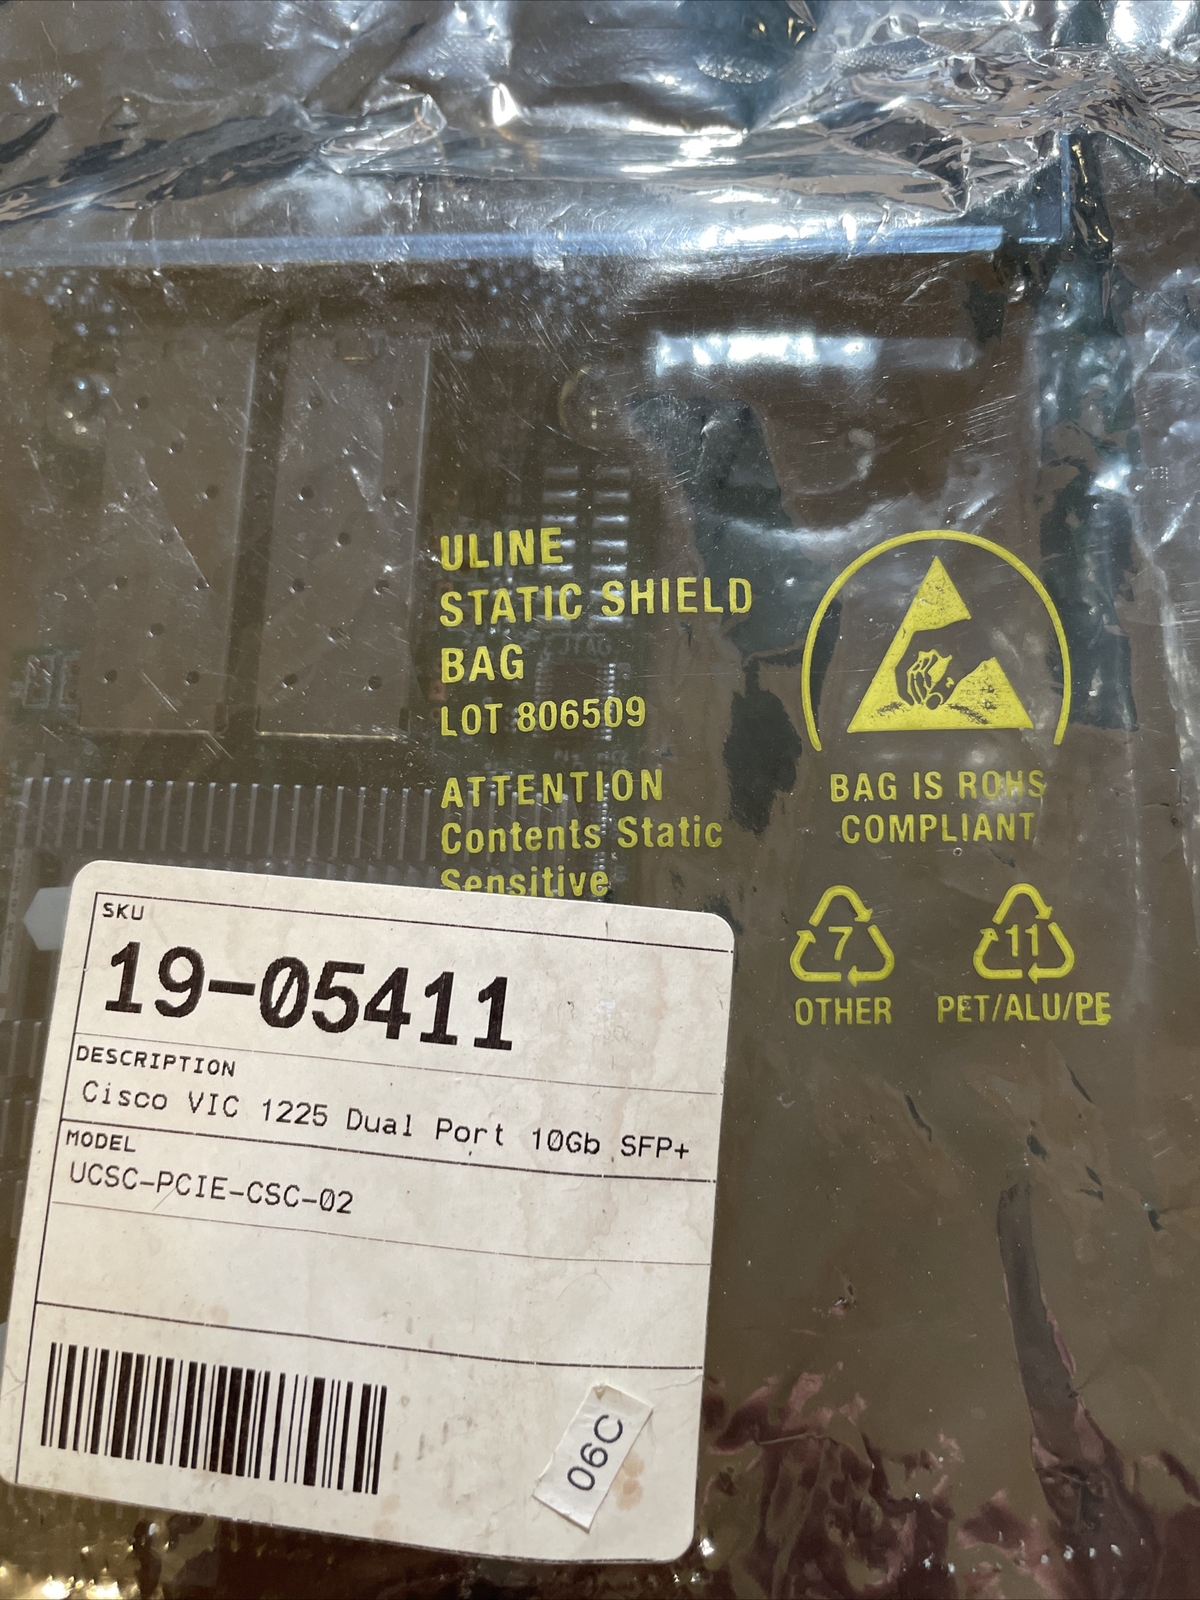 ULINE
STATIC SHIELD
BAG
LOT 806509
ATTENTION
Contents Static
Sensitive
JTAG
BAG IS ROHS
COMPLIANT
7
OTHER
11
PET/ALU/PE
SKU
19-05411
DESCRIPTION
Cisco VIC 1225 Dual Port 10Gb SFP+
MODEL
UCSC-PCIE-CSC-02
06C